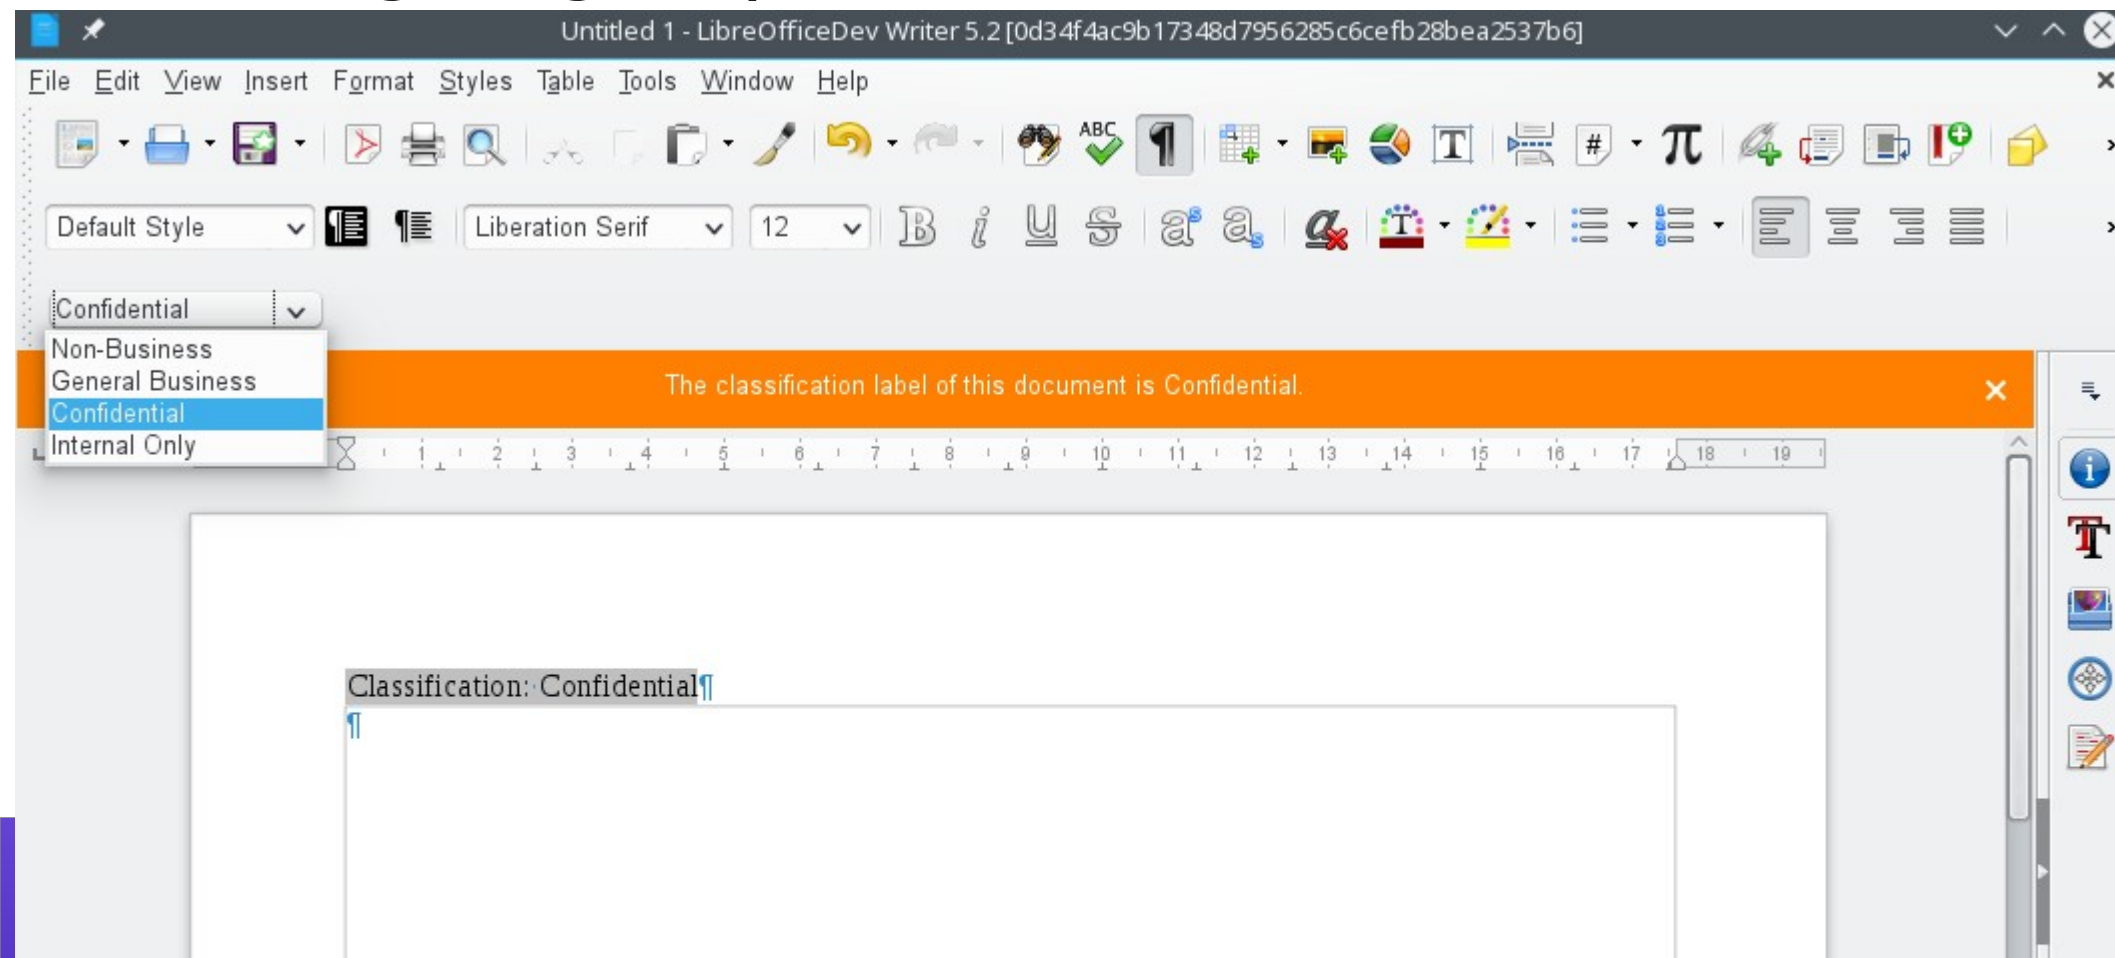 Untitled 1 - LibreOfficeDev Writer 5.2 [0d34f4ac9b17348d7956285c6cefb28bea2537b6]
File Edit View Insert Format Styles Table Tools Window Help
ABC # π
Default Style Liberation Serif 12
Confidential
Non-Business
General Business
Confidential
Internal Only
The classification label of this document is Confidential.
1 2 3 4 5 6 7 8 9 10 11 12 13 14 15 16 17 18 19
Classification: Confidential¶
¶